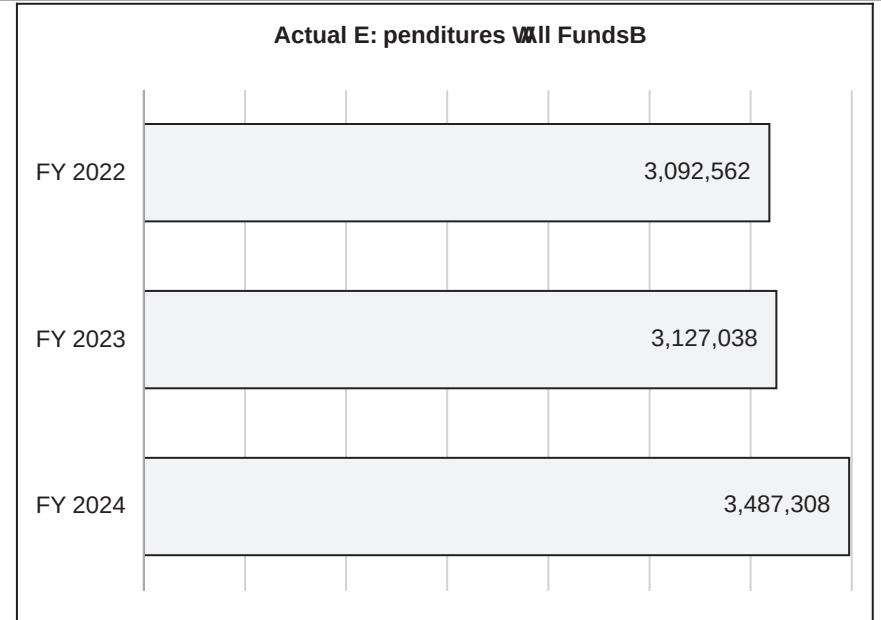 Actual E: penditures WAll FundsB
FY 2022
3,092,562
FY 2023
3,127,038
FY 2024
3,487,308